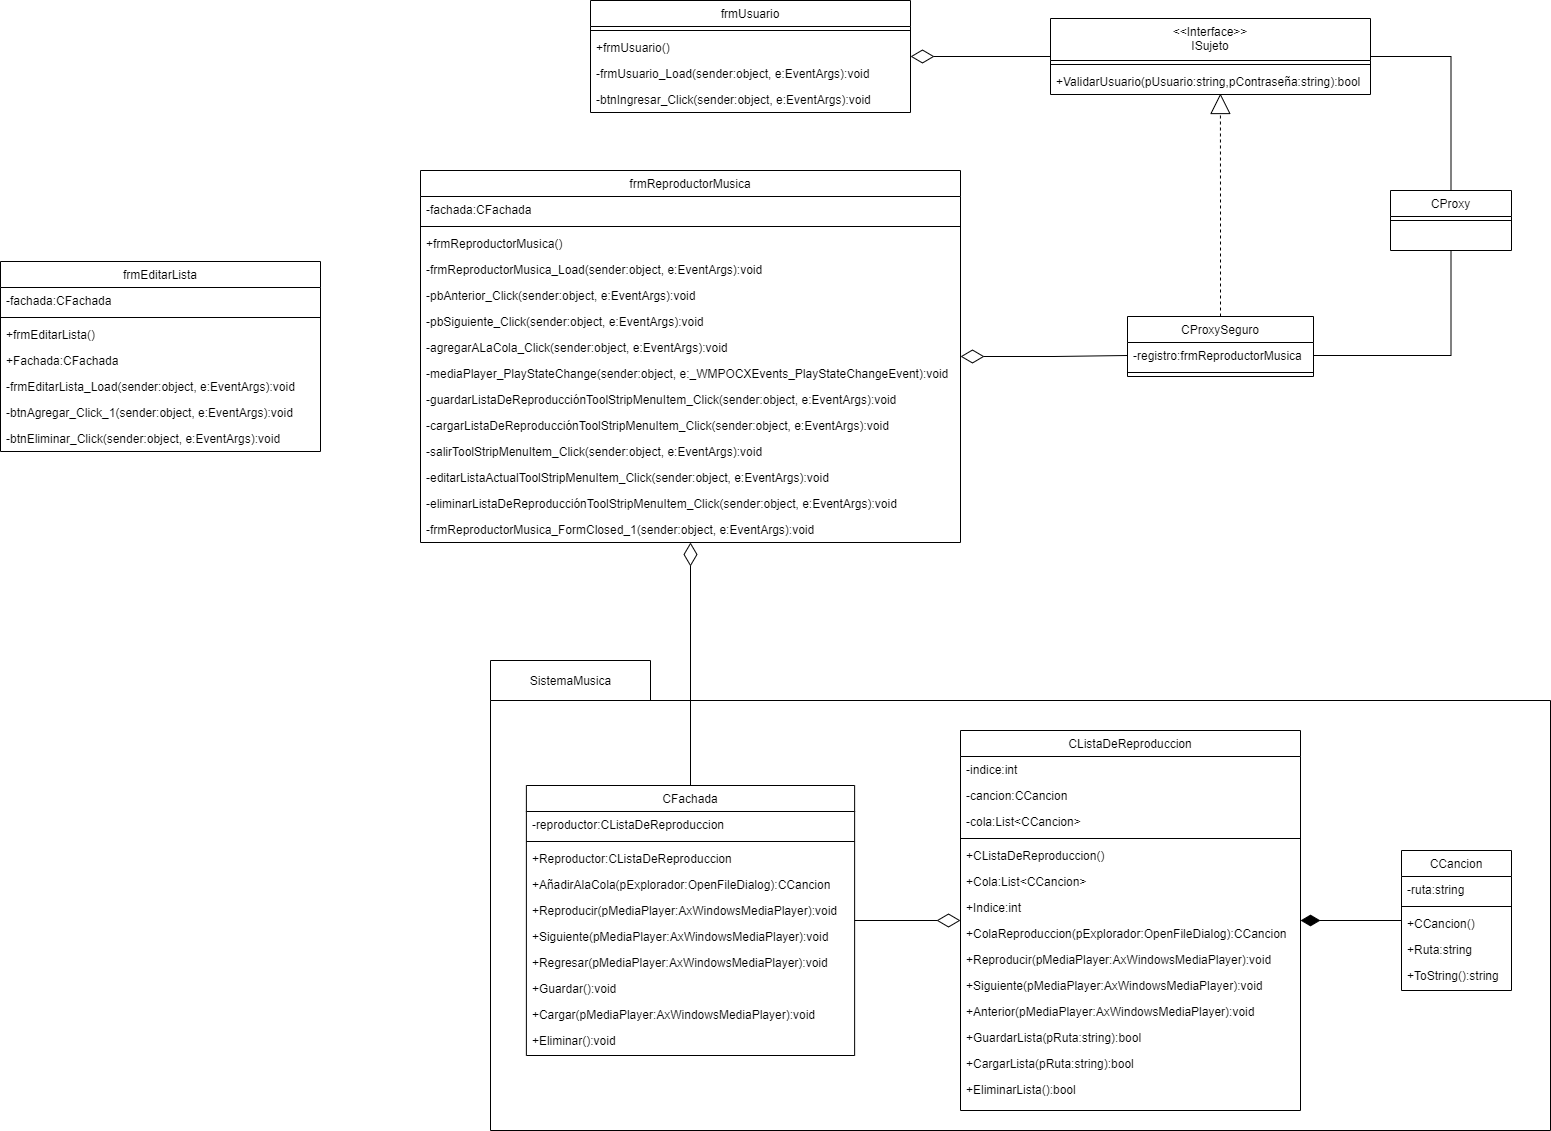 frmUsuario
+frmUsuario()
-frmUsuario_Load(sender:object, e:EventArgs):void
-btnIngresar_Click(sender:object, e:EventArgs):void
<<Interface>>
ISujeto
+ValidarUsuario(pUsuario:string,pContraseña:string):bool
frmReproductorMusica
-fachada:CFachada
+frmReproductorMusica()
-frmReproductorMusica_Load(sender:object, e:EventArgs):void
-pbAnterior_Click(sender:object, e:EventArgs):void
-pbSiguiente_Click(sender:object, e:EventArgs):void
-agregarALaCola_Click(sender:object, e:EventArgs):void
-mediaPlayer_PlayStateChange(sender:object, e:_WMPOCXEvents_PlayStateChangeEvent):void
-guardarListaDeReproducciónToolStripMenuItem_Click(sender:object, e:EventArgs):void
-cargarListaDeReproducciónToolStripMenuItem_Click(sender:object, e:EventArgs):void
-salirToolStripMenuItem_Click(sender:object, e:EventArgs):void
-editarListaActualToolStripMenuItem_Click(sender:object, e:EventArgs):void
-eliminarListaDeReproducciónToolStripMenuItem_Click(sender:object, e:EventArgs):void
-frmReproductorMusica_FormClosed_1(sender:object, e:EventArgs):void
CProxy
frmEditarLista
-fachada:CFachada
+frmEditarLista()
+Fachada:CFachada
-frmEditarLista_Load(sender:object, e:EventArgs):void
-btnAgregar_Click_1(sender:object, e:EventArgs):void
-btnEliminar_Click(sender:object, e:EventArgs):void
CProxySeguro
-registro:frmReproductorMusica
SistemaMusica
CFachada
-reproductor:CListaDeReproduccion
+Reproductor:CListaDeReproduccion
+AñadirAlaCola(pExplorador:OpenFileDialog):CCancion
+Reproducir(pMediaPlayer:AxWindowsMediaPlayer):void
+Siguiente(pMediaPlayer:AxWindowsMediaPlayer):void
+Regresar(pMediaPlayer:AxWindowsMediaPlayer):void
+Guardar():void
+Cargar(pMediaPlayer:AxWindowsMediaPlayer):void
+Eliminar():void
CListaDeReproduccion
-indice:int
-cancion:CCancion
-cola:List<CCancion>
+CListaDeReproduccion()
+Cola:List<CCancion>
+Indice:int
+ColaReproduccion(pExplorador:OpenFileDialog):CCancion
+Reproducir(pMediaPlayer:AxWindowsMediaPlayer):void
+Siguiente(pMediaPlayer:AxWindowsMediaPlayer):void
+Anterior(pMediaPlayer:AxWindowsMediaPlayer):void
+GuardarLista(pRuta:string):bool
+CargarLista(pRuta:string):bool
+EliminarLista():bool
CCancion
-ruta:string
+CCancion()
+Ruta:string
+ToString():string